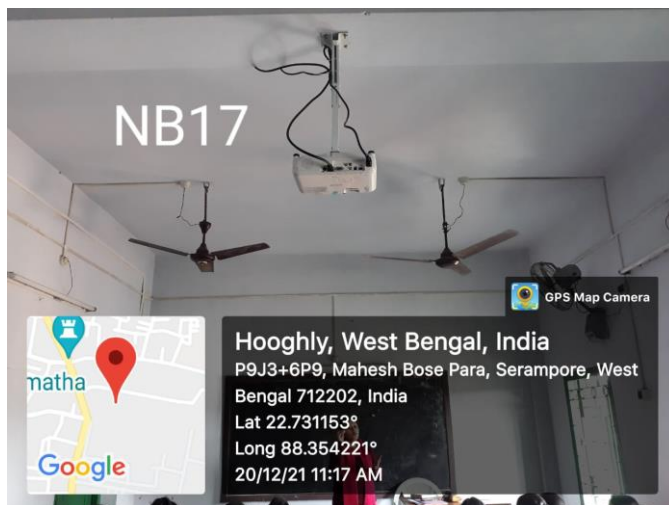 NB17
GPS Map Camera
matha
Google
Hooghly, West Bengal, India
P9J3+6P9, Mahesh Bose Para, Serampore, West
Bengal 712202, India
Lat 22.731153°
Long 88.354221°
20/12/21 11:17 AM